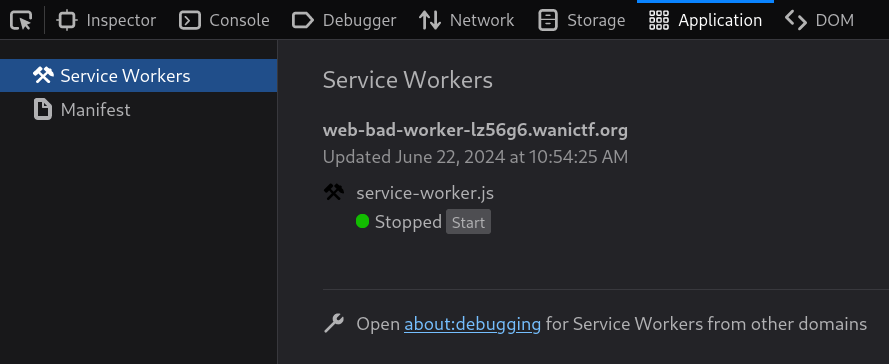 Inspector Console Debugger Network Storage Application DOM
Service Workers
Manifest
Service Workers
web-bad-worker-lz56g6.wanictf.org
Updated June 22, 2024 at 10:54:25 AM
service-worker.js
Stopped Start
Open about:debugging for Service Workers from other domains